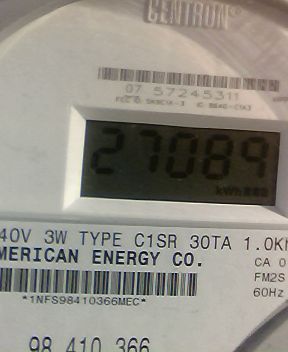 CENTRON®
07 57245311
27089
kWh
40V 3W TYPE C1SR 30TA 1.0Kh
MERICAN ENERGY CO.
CA 0
FM2S
*1NFS98410366MEC*
60Hz
98 410 366